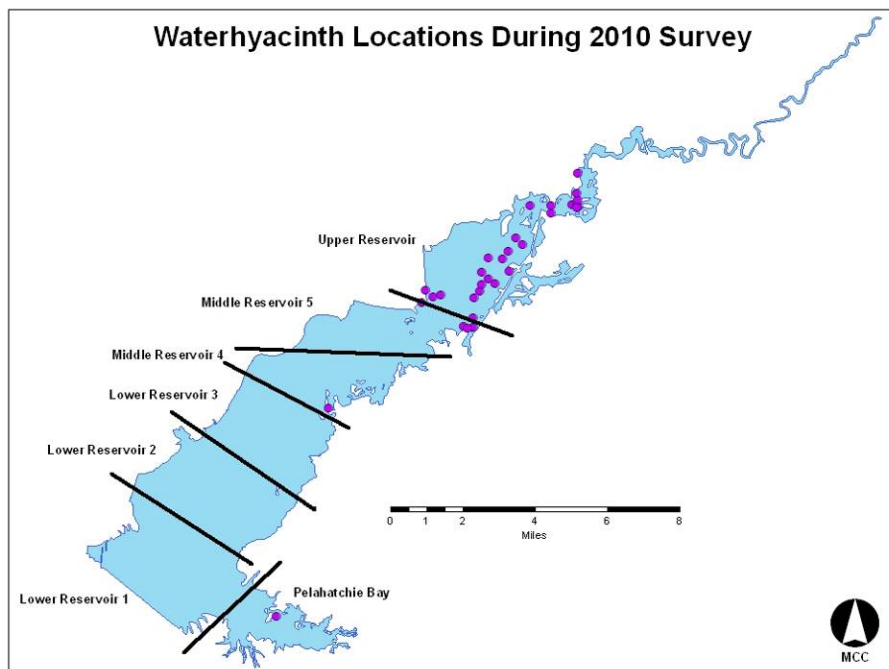 Waterhyacinth Locations During 2010 Survey
Upper Reservoir
Middle Reservoir 5
Middle Reservoir 4
Lower Reservoir 3
Lower Reservoir 2
0 1 2 4 6 8
Miles
Lower Reservoir 1
Pelahatchie Bay
MCC